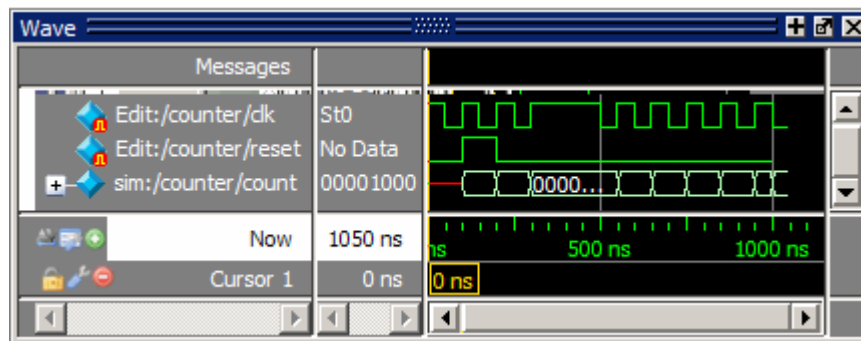 Wave
Messages
Edit:/counter/clk St0
Edit:/counter/reset No Data
sim:/counter/count 00001000 0000...
Now 1050 ns ns 500 ns 1000 ns
Cursor 1 0 ns 0 ns